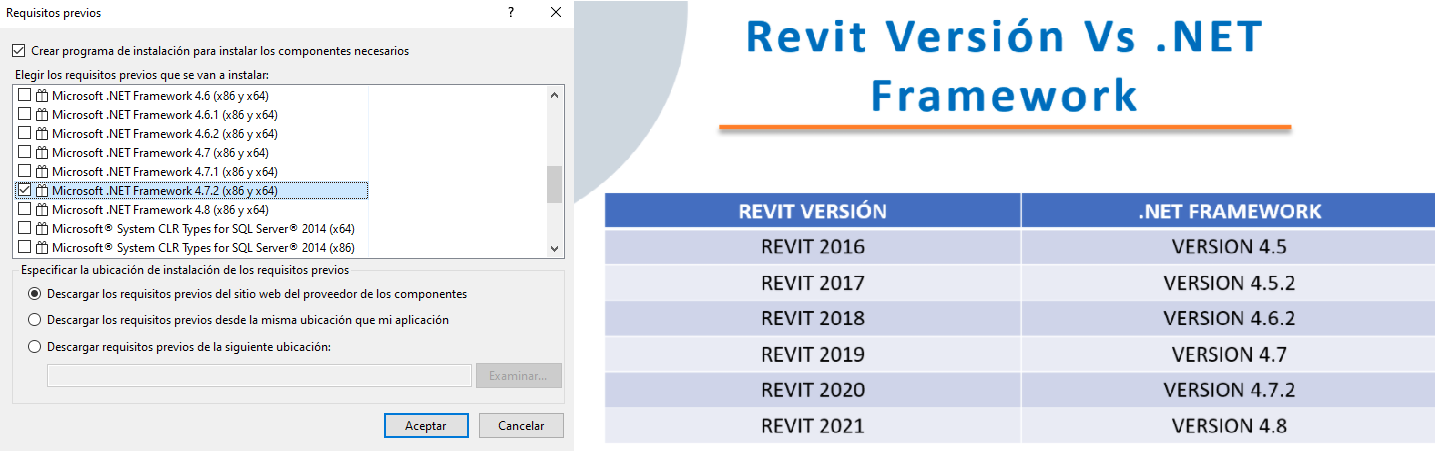 Requisitos previos
?
Crear programa de instalación para instalar los componentes necesarios
Elegir los requisitos previos que se van a instalar:
Microsoft .NET Framework 4.6 (x86 y x64)
Microsoft .NET Framework 4.6.1 (x86 y x64)
Microsoft .NET Framework 4.6.2 (x86 y x64)
Microsoft .NET Framework 4.7 (x86 y x64)
Microsoft .NET Framework 4.7.1 (x86 y x64)
Microsoft .NET Framework 4.7.2 (x86 y x64)
Microsoft .NET Framework 4.8 (x86 y x64)
Microsoft® System CLR Types for SQL Server® 2014 (x64)
Microsoft® System CLR Types for SQL Server® 2014 (x86)
Especificar la ubicación de instalación de los requisitos previos
Descargar los requisitos previos del sitio web del proveedor de los componentes
Descargar los requisitos previos desde la misma ubicación que mi aplicación
Descargar requisitos previos de la siguiente ubicación:
Examinar...
Aceptar Cancelar
Revit Versión Vs .NET
Framework
REVIT VERSIÓN .NET FRAMEWORK
REVIT 2016 VERSION 4.5
REVIT 2017 VERSION 4.5.2
REVIT 2018 VERSION 4.6.2
REVIT 2019 VERSION 4.7
REVIT 2020 VERSION 4.7.2
REVIT 2021 VERSION 4.8